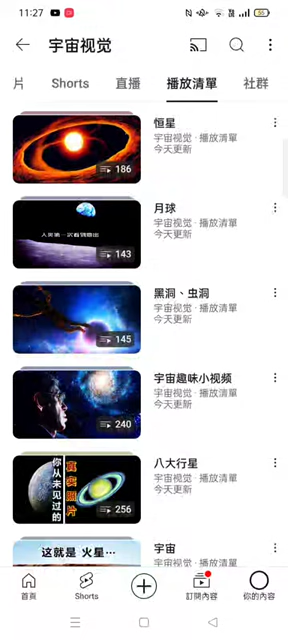 11:27
56
宇宙视觉
片 Shorts 直播 播放清單 社群
186
恒星
宇宙视觉 · 播放清單
今天更新
人类第一次看到地出
143
月球
宇宙视觉 · 播放清單
今天更新
145
黑洞、虫洞
宇宙视觉 · 播放清單
今天更新
240
宇宙趣味小视频
宇宙视觉 · 播放清單
今天更新
你从未见过的
真实照片
256
八大行星
宇宙视觉 · 播放清單
今天更新
这就是 火星…
宇宙
宇宙视觉 · 播放清單
首頁 Shorts 訂閱內容 你的內容